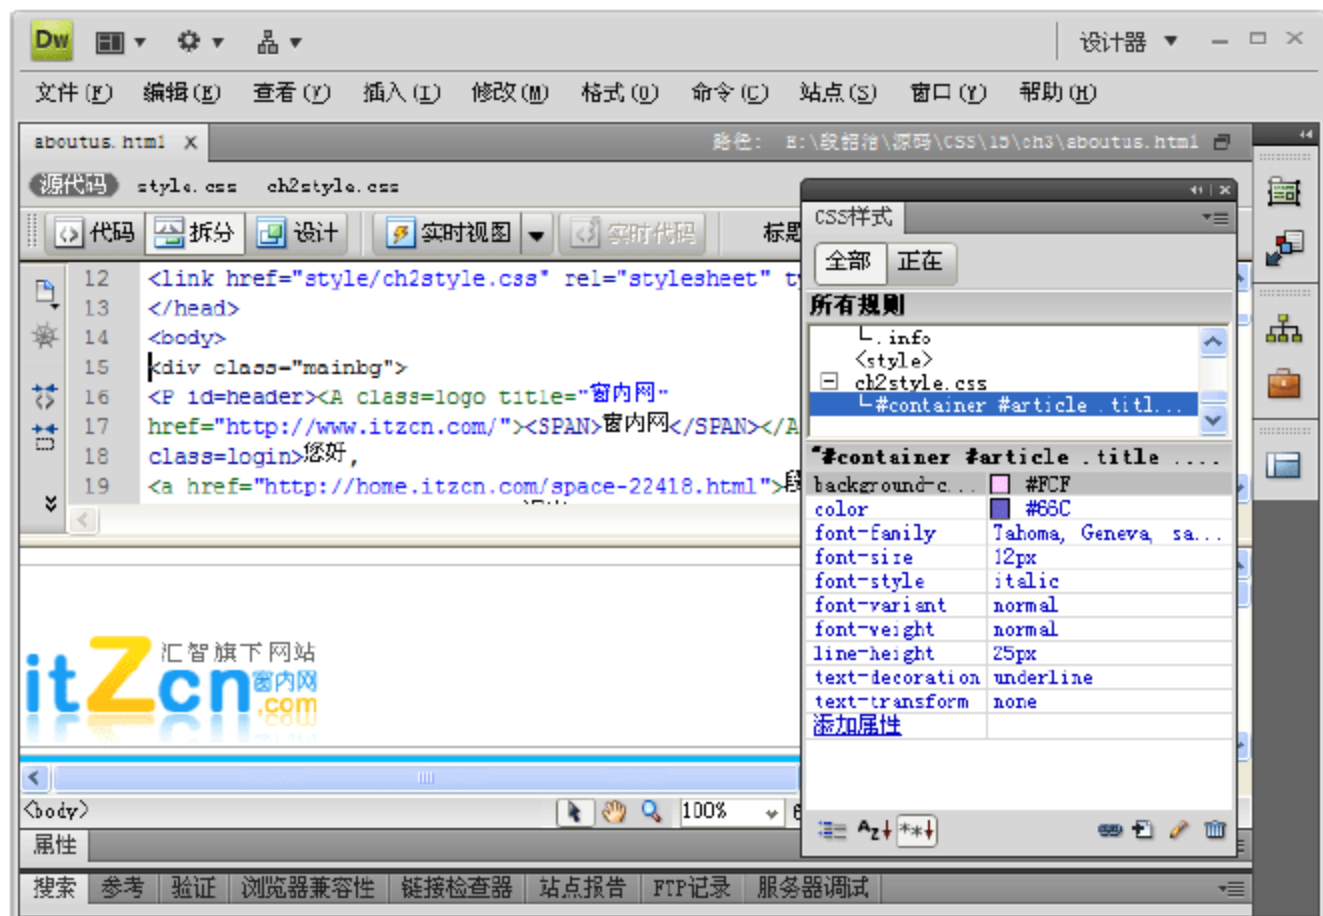 Dw 设计器
文件(F) 编辑(E) 查看(V) 插入(I) 修改(M) 格式(O) 命令(C) 站点(S) 窗口(W) 帮助(H)
aboutus.html X 路径: E:\段韶治\源码\CSS\15\ch3\aboutus.html
源代码 style.css ch2style.css
代码 拆分 设计 实时视图 实时代码 标题
12 <link href="style/ch2style.css" rel="stylesheet" ty
13 </head>
14 <body>
15 <div class="mainbg">
16 <P id=header><A class=logo title="窗内网"
17 href="http://www.itzcn.com/"><SPAN>窗内网</SPAN></A
18 class=login>您好,
19 <a href="http://home.itzcn.com/space-22418.html">段
itZcn
汇智旗下网站
窗内网
.com
<body> 100% 6
属性
搜索 参考 验证 浏览器兼容性 链接检查器 站点报告 FTP记录 服务器调试
CSS样式
全部 正在
所有规则
.info
<style>
ch2style.css
#container #article .titl...
"#container #article .title ....
background-c... #FCF
color #66C
font-family Tahoma, Geneva, sa...
font-size 12px
font-style italic
font-variant normal
font-weight normal
line-height 25px
text-decoration underline
text-transform none
添加属性